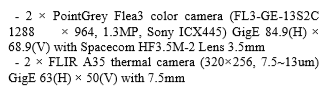 - 2 × PointGrey Flea3 color camera (FL3-GE-13S2C
1288 × 964, 1.3MP, Sony ICX445) GigE 84.9(H) ×
68.9(V) with Spacecom HF3.5M-2 Lens 3.5mm
- 2 × FLIR A35 thermal camera (320×256, 7.5~13um)
GigE 63(H) × 50(V) with 7.5mm